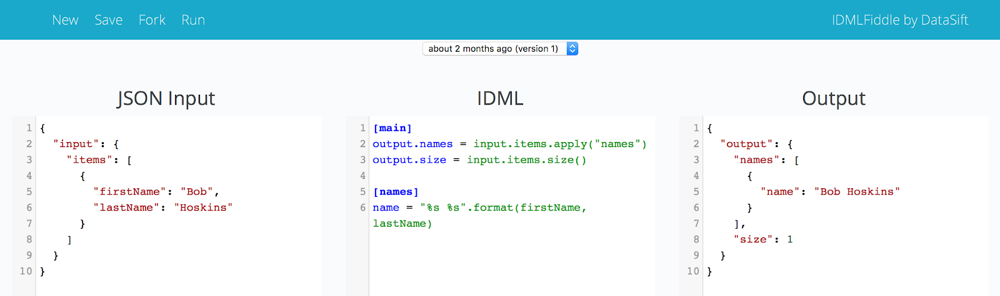 New Save Fork Run IDMLFiddle by DataSift
about 2 months ago (version 1)
JSON Input
1 {
2   "input": {
3     "items": [
4       {
5         "firstName": "Bob",
6         "lastName": "Hoskins"
7       }
8     ]
9   }
10 }
IDML
1 [main]
2 output.names = input.items.apply("names")
3 output.size = input.items.size()
4
5 [names]
6 name = "%s %s".format(firstName,
lastName)
Output
1 {
2   "output": {
3     "names": [
4       {
5         "name": "Bob Hoskins"
6       }
7     ],
8     "size": 1
9   }
10 }